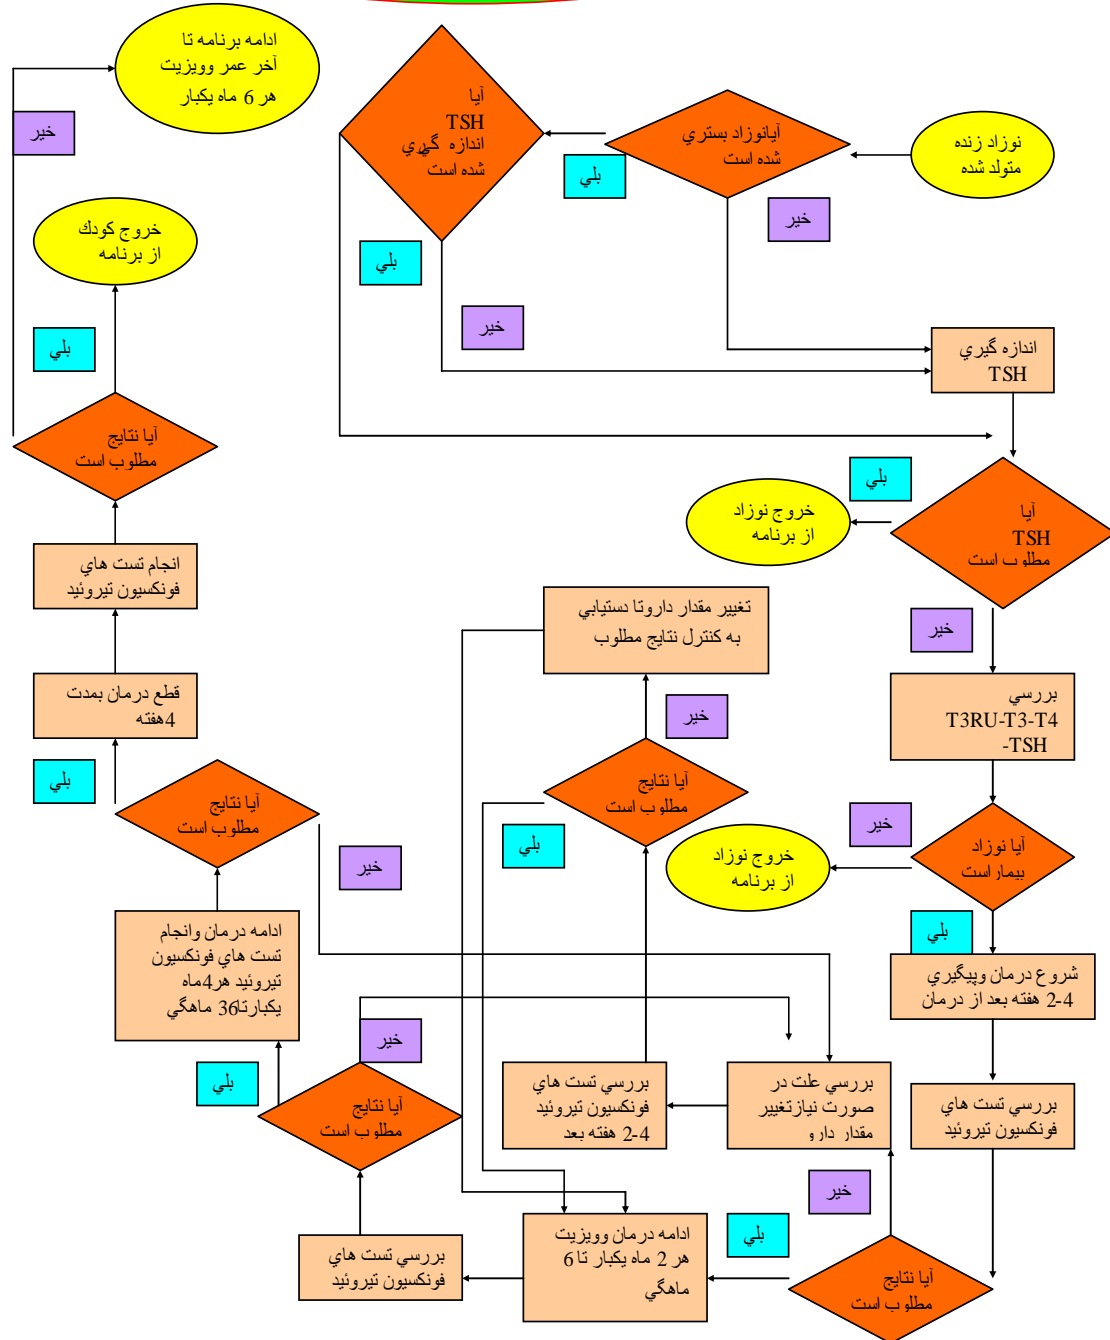 نوزاد زنده
متولد شده
آيانوزاد بستري
شده است
بلي
خير
آيا
TSH
اندازه گيري
شده است
بلي
خير
اندازه گيري
TSH
آيا
TSH
مطلوب است
بلي
خروج نوزاد
از برنامه
خير
بررسي
T3RU-T3-T4
-TSH
آيا نوزاد
بيماراست
خير
خروج نوزاد
از برنامه
بلي
شروع درمان وپيگيري
2-4 هفته بعد از درمان
بررسي تست هاي
فونكسيون تيروئيد
آيا نتايج
مطلوب است
خير
بررسي علت در
صورت نيازتغيير
مقدار دارو
بررسي تست هاي
فونكسيون تيروئيد
2-4 هفته بعد
آيا نتايج
مطلوب است
خير
تغيير مقدار داروتا دستيابي
به كنترل نتايج مطلوب
بلي
بلي
ادامه درمان وويزيت
هر 2 ماه يكبار تا 6
ماهگي
بررسي تست هاي
فونكسيون تيروئيد
آيا نتايج
مطلوب است
خير
بلي
ادامه درمان وانجام
تست هاي فونكسيون
تيروئيد هر4ماه
يكبارتا36 ماهگي
آيا نتايج
مطلوب است
خير
بلي
قطع درمان بمدت
4هفته
انجام تست هاي
فونكسيون تيروئيد
آيا نتايج
مطلوب است
بلي
خروج كودك
از برنامه
خير
ادامه برنامه تا
آخر عمر وويزيت
هر 6 ماه يكبار